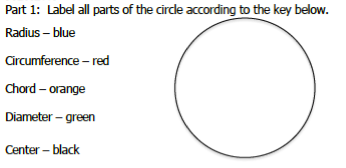 Part 1:  Label all parts of the circle according to the key below.
Radius – blue
Circumference – red
Chord – orange
Diameter – green
Center – black